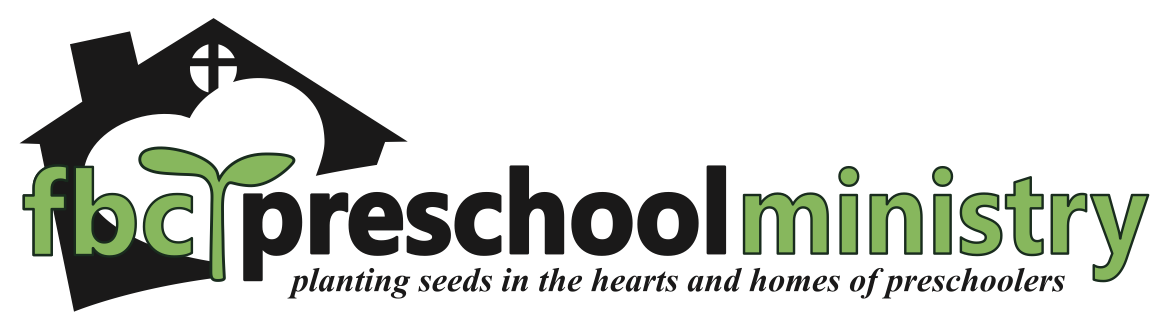 fbc preschool ministry
planting seeds in the hearts and homes of preschoolers